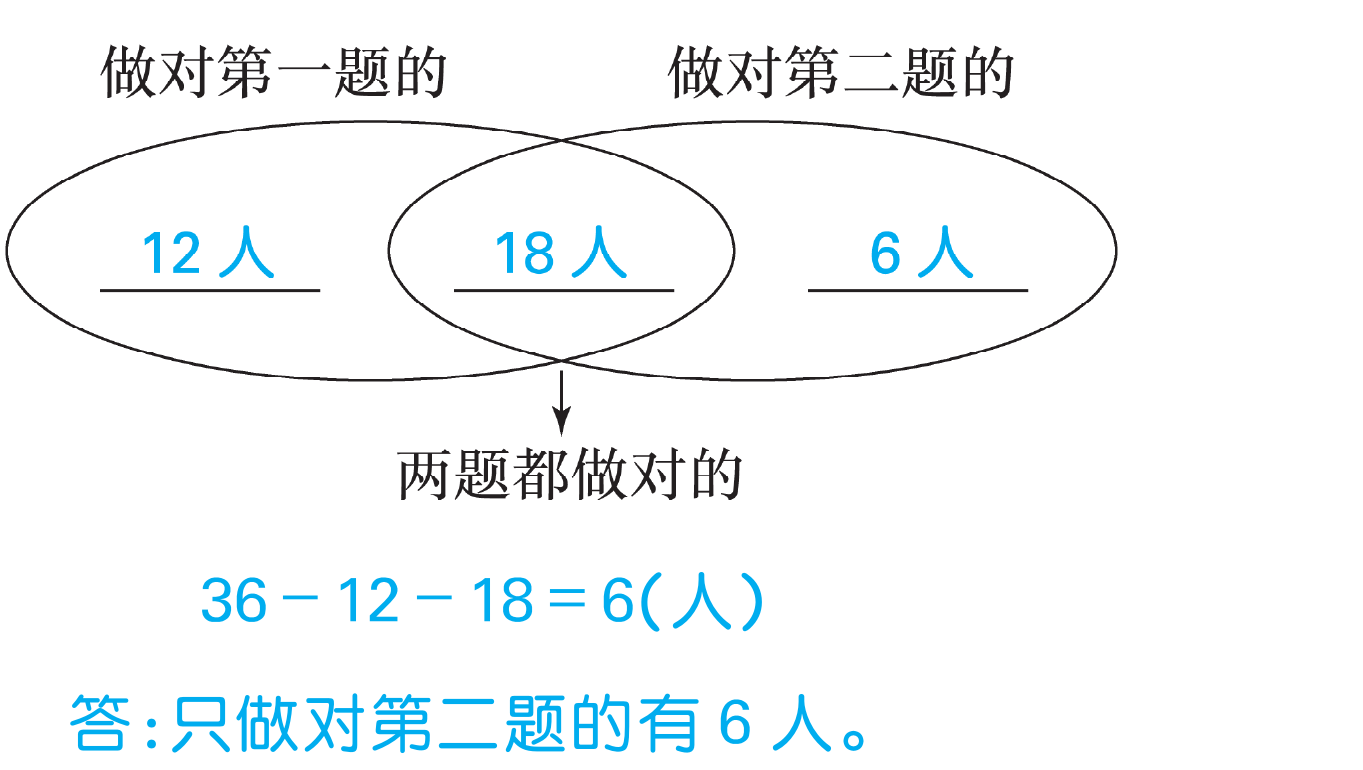 做对第一题的 做对第二题的
12 人 18 人 6 人
两题都做对的
36－12－18＝6(人)
答:只做对第二题的有 6 人。